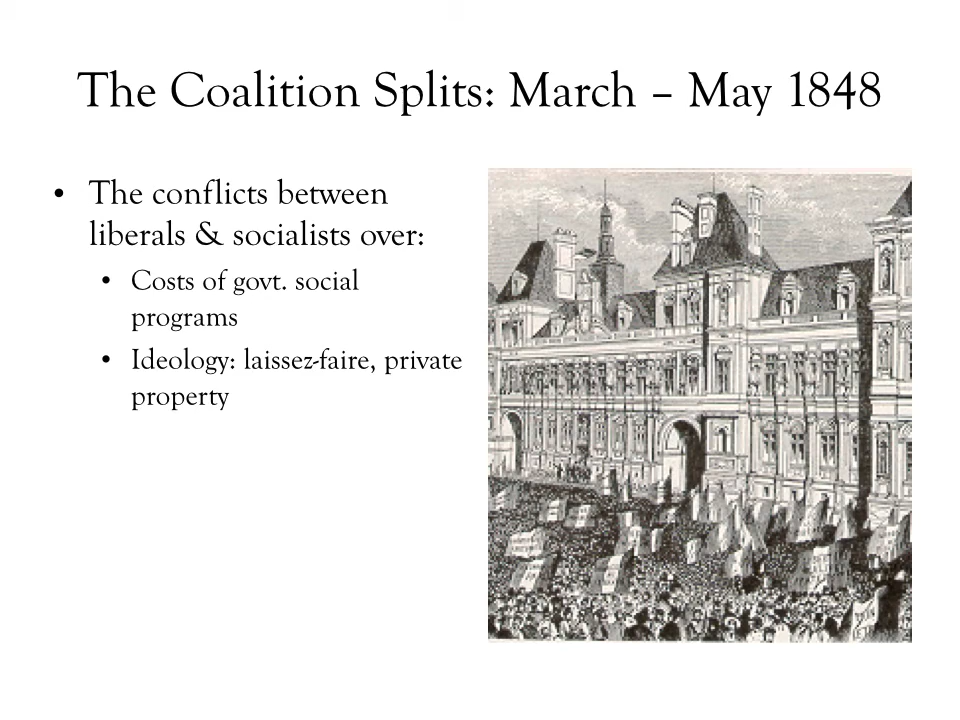 The Coalition Splits: March – May 1848
• The conflicts between
liberals & socialists over:
• Costs of govt. social
programs
• Ideology: laissez-faire, private
property